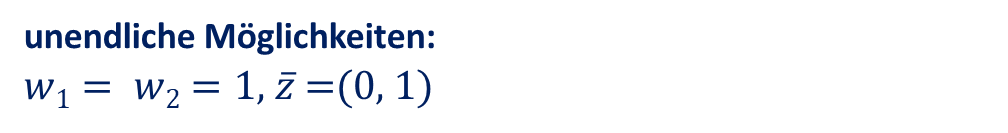 unendliche Möglichkeiten:
w₁ = w₂ = 1, z̄ =(0, 1)